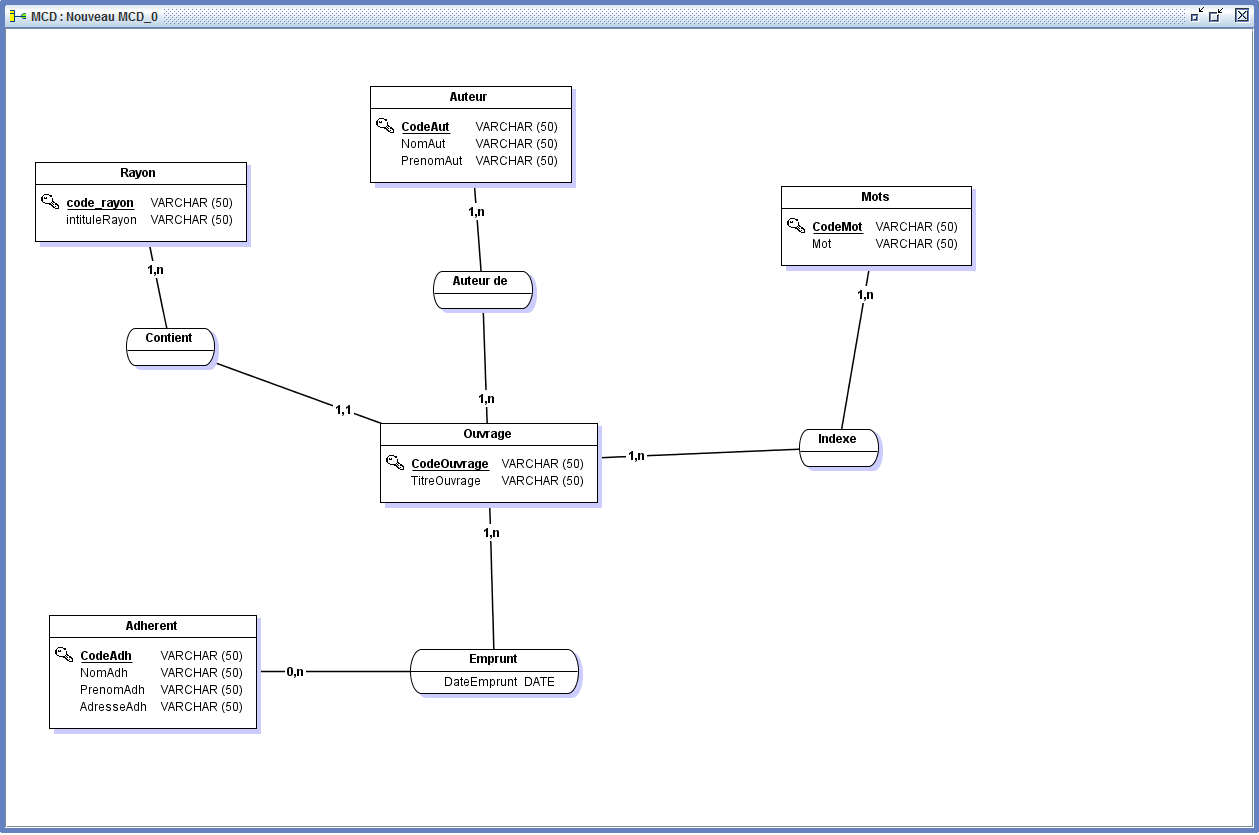 MCD : Nouveau MCD_0
Auteur
CodeAut VARCHAR (50)
NomAut VARCHAR (50)
PrenomAut VARCHAR (50)
Rayon
code_rayon VARCHAR (50)
intituleRayon VARCHAR (50)
Mots
CodeMot VARCHAR (50)
Mot VARCHAR (50)
1,n
1,n
1,n
Auteur de
Contient
1,n
1,1
Ouvrage
CodeOuvrage VARCHAR (50)
TitreOuvrage VARCHAR (50)
Indexe
1,n
1,n
Adherent
CodeAdh VARCHAR (50)
NomAdh VARCHAR (50)
PrenomAdh VARCHAR (50)
AdresseAdh VARCHAR (50)
0,n
Emprunt
DateEmprunt DATE